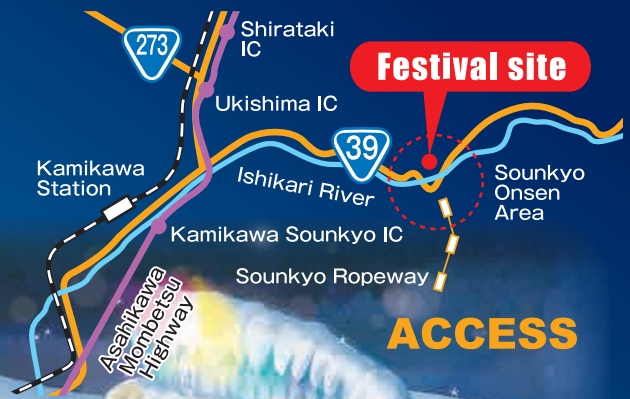 Shirataki
IC
273
Festival site
Ukishima IC
39
Kamikawa
Station
Ishikari River
Sounkyo
Onsen
Area
Kamikawa Sounkyo IC
Sounkyo Ropeway
Asahikawa
Mombetsu
Highway
ACCESS